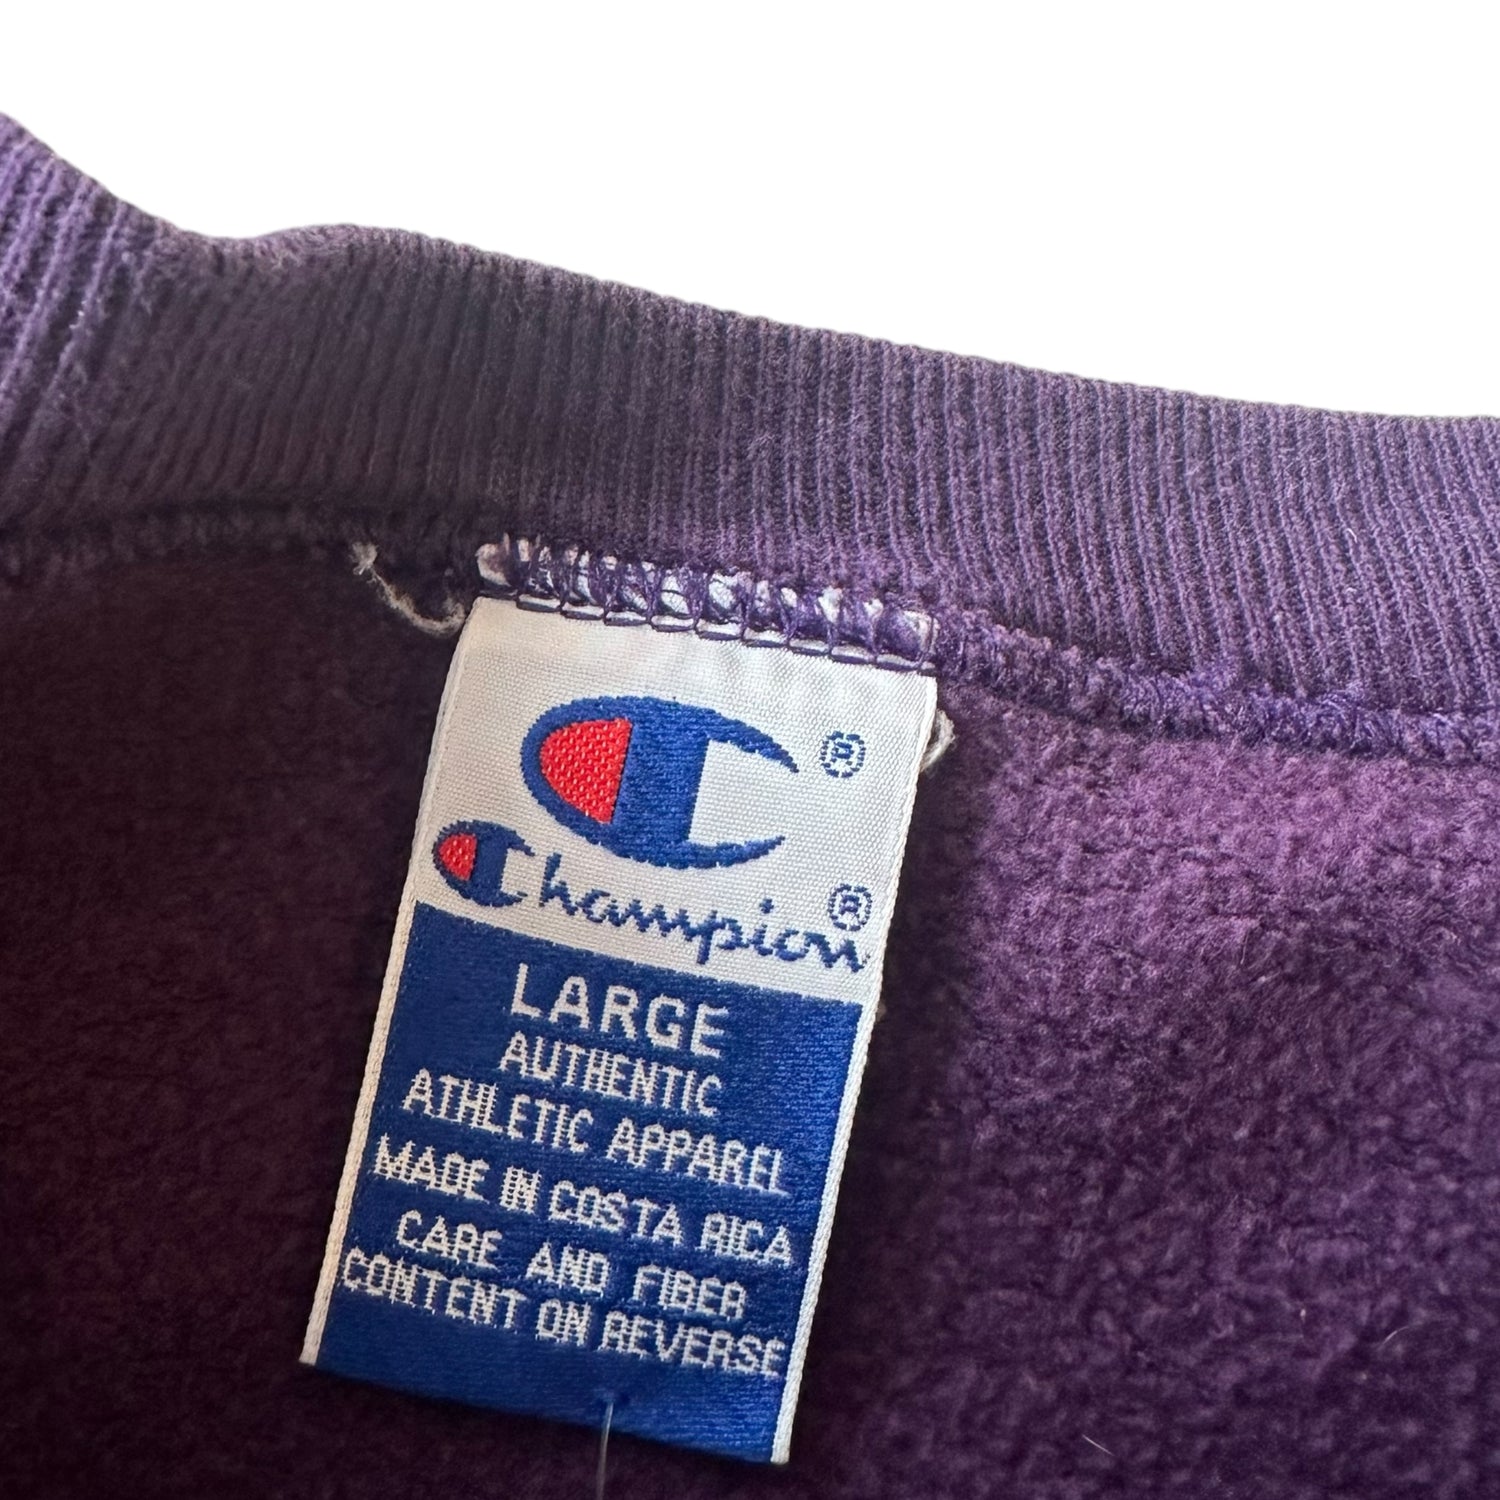 ®
Champion®
LARGE
AUTHENTIC
ATHLETIC APPAREL
MADE IN COSTA RICA
CARE AND FIBER
CONTENT ON REVERSE